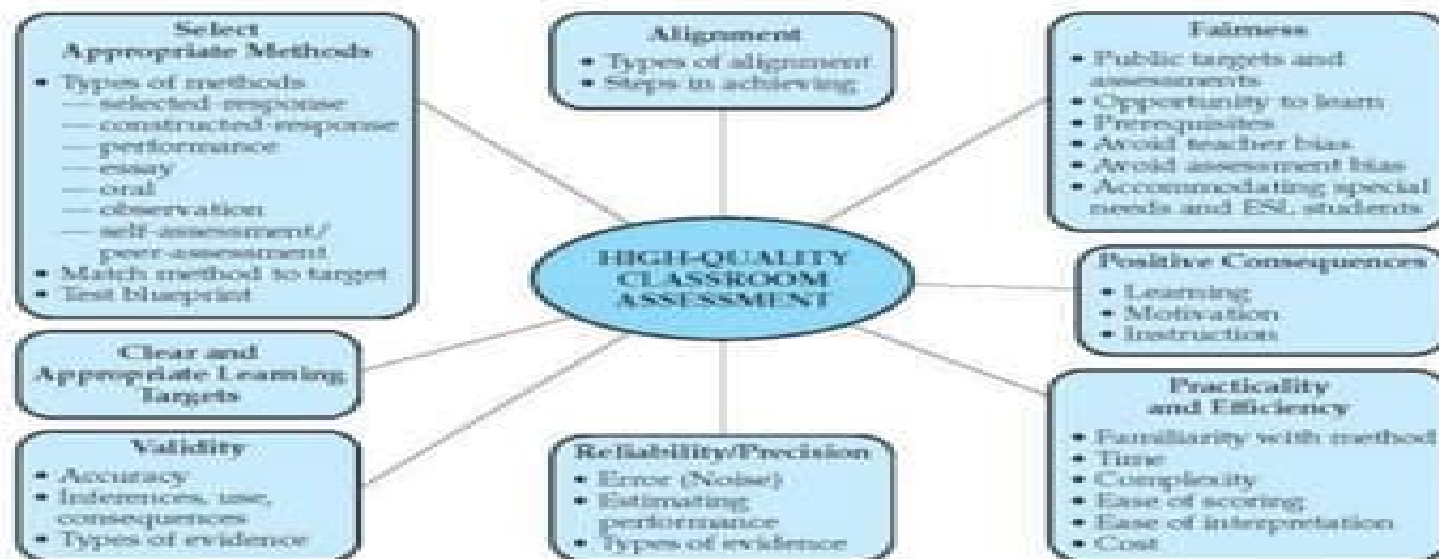 Select
Appropriate Methods
• Types of methods
— selected-response
— constructed-response
— performance
— essay
— oral
— observation
— self-assessment/
peer-assessment
• Match method to target
• Test blueprint
Alignment
• Types of alignment
• Steps in achieving
Fairness
• Public targets and
assessments
• Opportunity to learn
• Prerequisites
• Avoid teacher bias
• Avoid assessment bias
• Accommodating special
needs and ESL students
HIGH-QUALITY
CLASSROOM
ASSESSMENT
Positive Consequences
• Learning
• Motivation
• Instruction
Clear and
Appropriate Learning
Targets
Validity
• Accuracy
• Inferences, use,
consequences
• Types of evidence
Reliability/Precision
• Error (Noise)
• Estimating
performance
• Types of evidence
Practicality
and Efficiency
• Familiarity with method
• Time
• Complexity
• Ease of scoring
• Ease of interpretation
• Cost